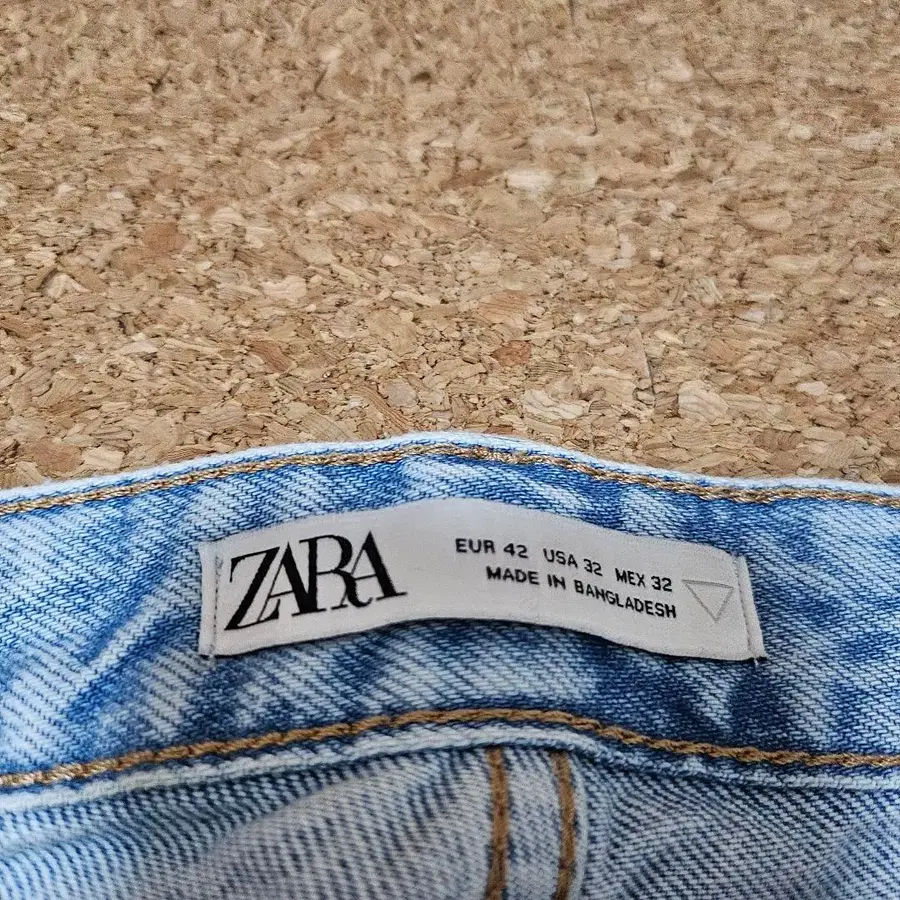 ZARA
EUR 42 USA 32 MEX 32
MADE IN BANGLADESH